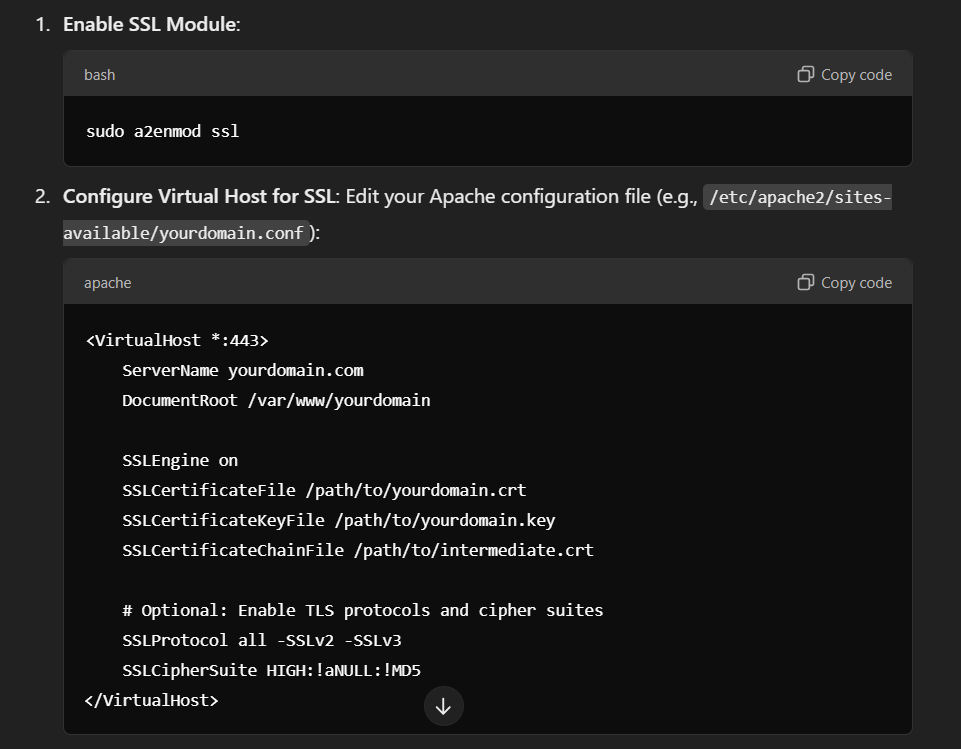 1. Enable SSL Module:
bash
Copy code
sudo a2enmod ssl
2. Configure Virtual Host for SSL: Edit your Apache configuration file (e.g., /etc/apache2/sites-
available/yourdomain.conf):
apache
Copy code
<VirtualHost *:443>
    ServerName yourdomain.com
    DocumentRoot /var/www/yourdomain

    SSLEngine on
    SSLCertificateFile /path/to/yourdomain.crt
    SSLCertificateKeyFile /path/to/yourdomain.key
    SSLCertificateChainFile /path/to/intermediate.crt

    # Optional: Enable TLS protocols and cipher suites
    SSLProtocol all -SSLv2 -SSLv3
    SSLCipherSuite HIGH:!aNULL:!MD5
</VirtualHost>